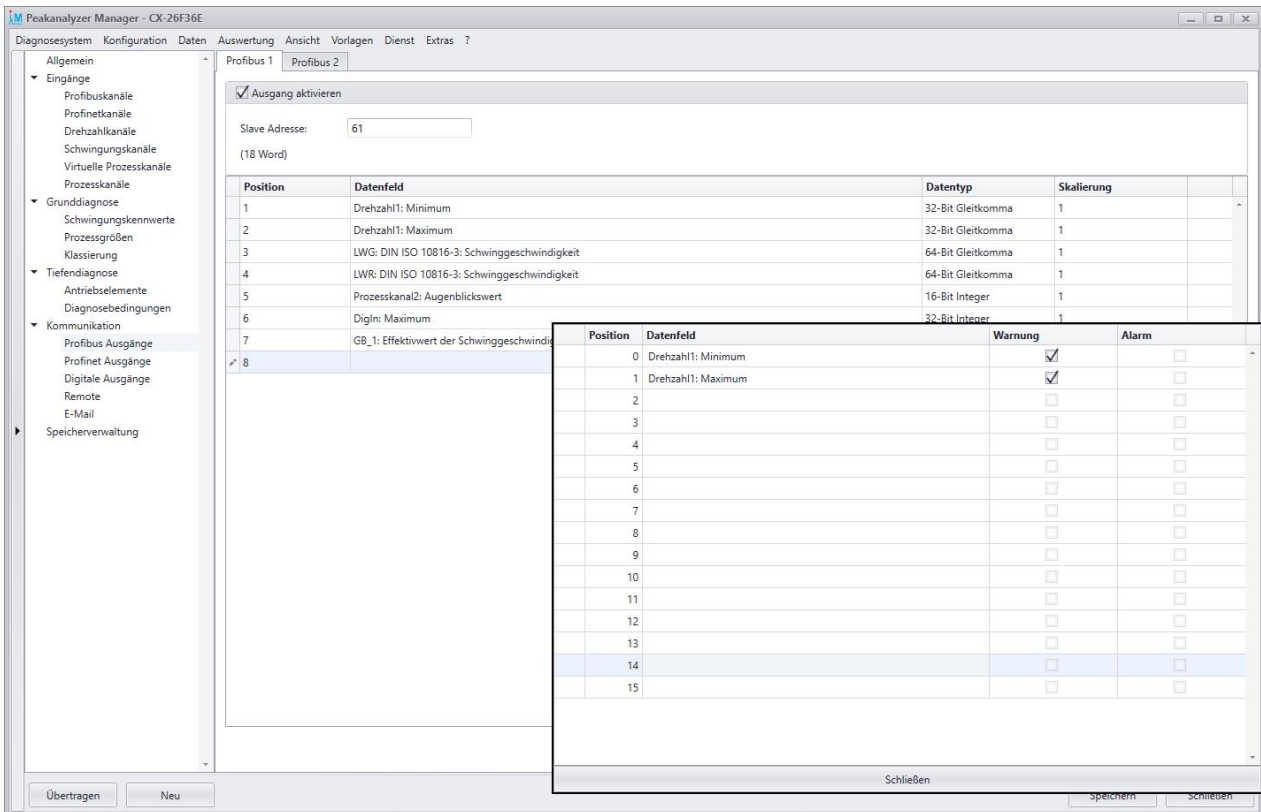 Peakanalyzer Manager - CX-26F36E
Diagnosesystem Konfiguration Daten Auswertung Ansicht Vorlagen Dienst Extras ?
Allgemein
Eingänge
Profibuskanäle
Profinetkanäle
Drehzahlkanäle
Schwingungskanäle
Virtuelle Prozesskanäle
Prozesskanäle
Grunddiagnose
Schwingungskennwerte
Prozessgrößen
Klassierung
Tiefendiagnose
Antriebselemente
Diagnosebedingungen
Kommunikation
Profibus Ausgänge
Profinet Ausgänge
Digitale Ausgänge
Remote
E-Mail
Speicherverwaltung
Übertragen Neu
Profibus 1 Profibus 2
Ausgang aktivieren
Slave Adresse: 61
(18 Word)
Position Datenfeld Datentyp Skalierung
1 Drehzahl1: Minimum 32-Bit Gleitkomma 1
2 Drehzahl1: Maximum 32-Bit Gleitkomma 1
3 LWG: DIN ISO 10816-3: Schwinggeschwindigkeit 64-Bit Gleitkomma 1
4 LWR: DIN ISO 10816-3: Schwinggeschwindigkeit 64-Bit Gleitkomma 1
5 Prozesskanal2: Augenblickswert 16-Bit Integer 1
6 DigIn: Maximum 32-Bit Integer 1
7 GB_1: Effektivwert der
8
Position Datenfeld Warnung Alarm
0 Drehzahl1: Minimum
1 Drehzahl1: Maximum
2
3
4
5
6
7
8
9
10
11
12
13
14
15
Schließen
Speichern Schließen